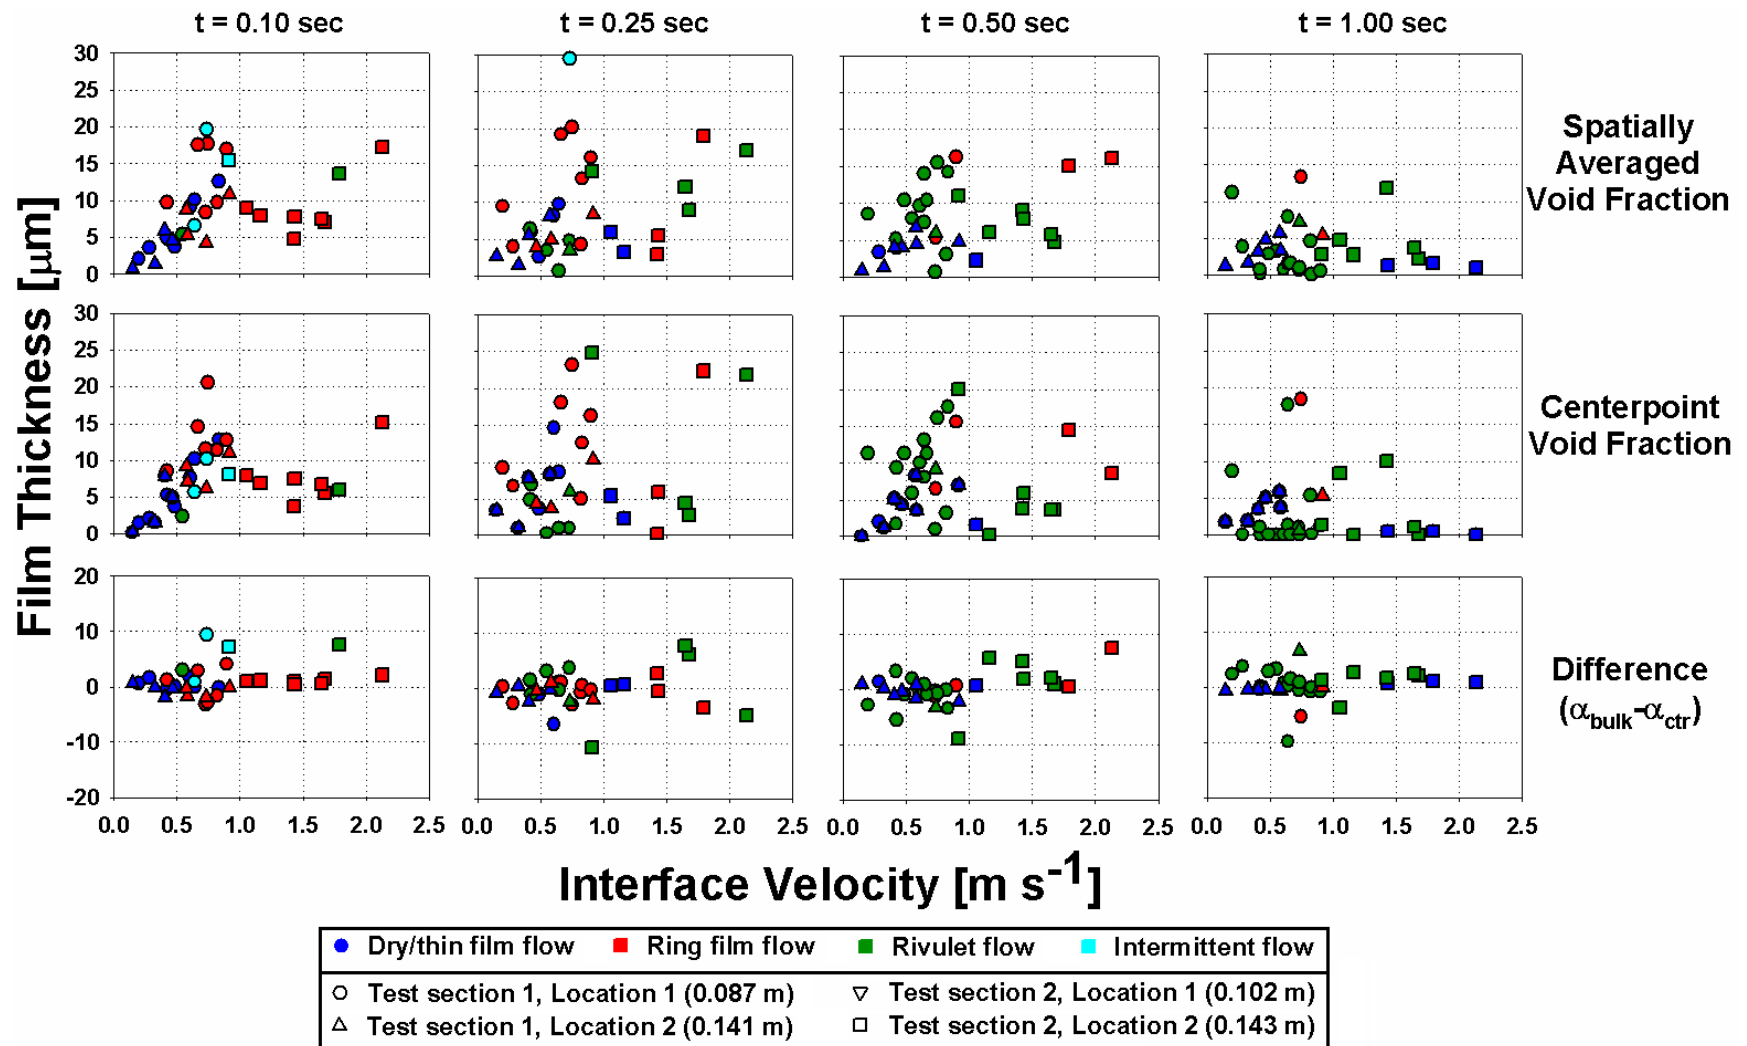 t = 0.10 sec
t = 0.25 sec
t = 0.50 sec
t = 1.00 sec
Film Thickness [μm]
30
25
20
15
10
5
0
Spatially
Averaged
Void Fraction
30
25
20
15
10
5
0
Centerpoint
Void Fraction
20
10
0
-10
-20
Difference
(αbulk-αctr)
0.0 0.5 1.0 1.5 2.0 2.5
0.0 0.5 1.0 1.5 2.0 2.5
0.0 0.5 1.0 1.5 2.0 2.5
0.0 0.5 1.0 1.5 2.0 2.5
Interface Velocity [m s-1]
Dry/thin film flow
Ring film flow
Rivulet flow
Intermittent flow
Test section 1, Location 1 (0.087 m)
Test section 2, Location 1 (0.102 m)
Test section 1, Location 2 (0.141 m)
Test section 2, Location 2 (0.143 m)